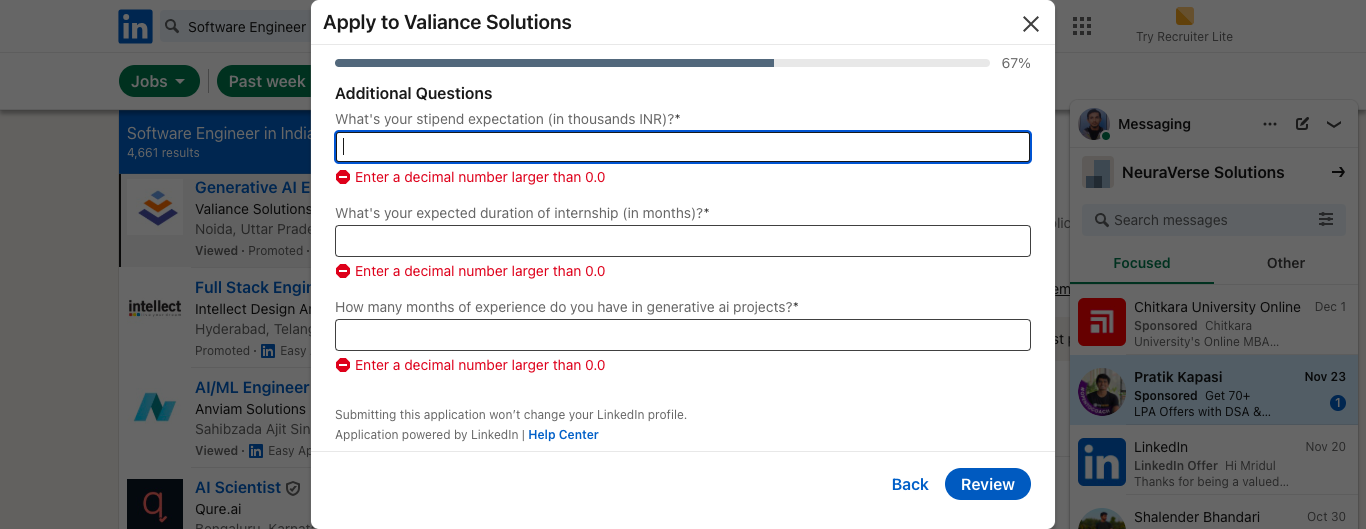 in
Software Engineer
Try Recruiter Lite
Jobs
Past week
Software Engineer in India
4,661 results
Generative AI E
Valiance Solutions
Noida, Uttar Prade
Viewed · Promoted ·
intellect
Full Stack Engin
Intellect Design A
Hyderabad, Telang
Promoted · in Easy
AI/ML Engineer
Anviam Solutions
Sahibzada Ajit Sin
Viewed · in Easy Ap
AI Scientist
Qure.ai
Bengaluru, Karnat
Apply to Valiance Solutions
67%
Additional Questions
What's your stipend expectation (in thousands INR)?*
Enter a decimal number larger than 0.0
What's your expected duration of internship (in months)?*
Enter a decimal number larger than 0.0
How many months of experience do you have in generative ai projects?*
Enter a decimal number larger than 0.0
Submitting this application won't change your LinkedIn profile.
Application powered by LinkedIn | Help Center
Back
Review
Messaging
NeuraVerse Solutions
Search messages
Focused
Other
Chitkara University Online
Dec 1
Sponsored Chitkara
University's Online MBA...
Pratik Kapasi
Nov 23
Sponsored Get 70+
LPA Offers with DSA &...
1
in
LinkedIn
Nov 20
LinkedIn Offer Hi Mridul
Thanks for being a valued...
Shalender Bhandari
Oct 30